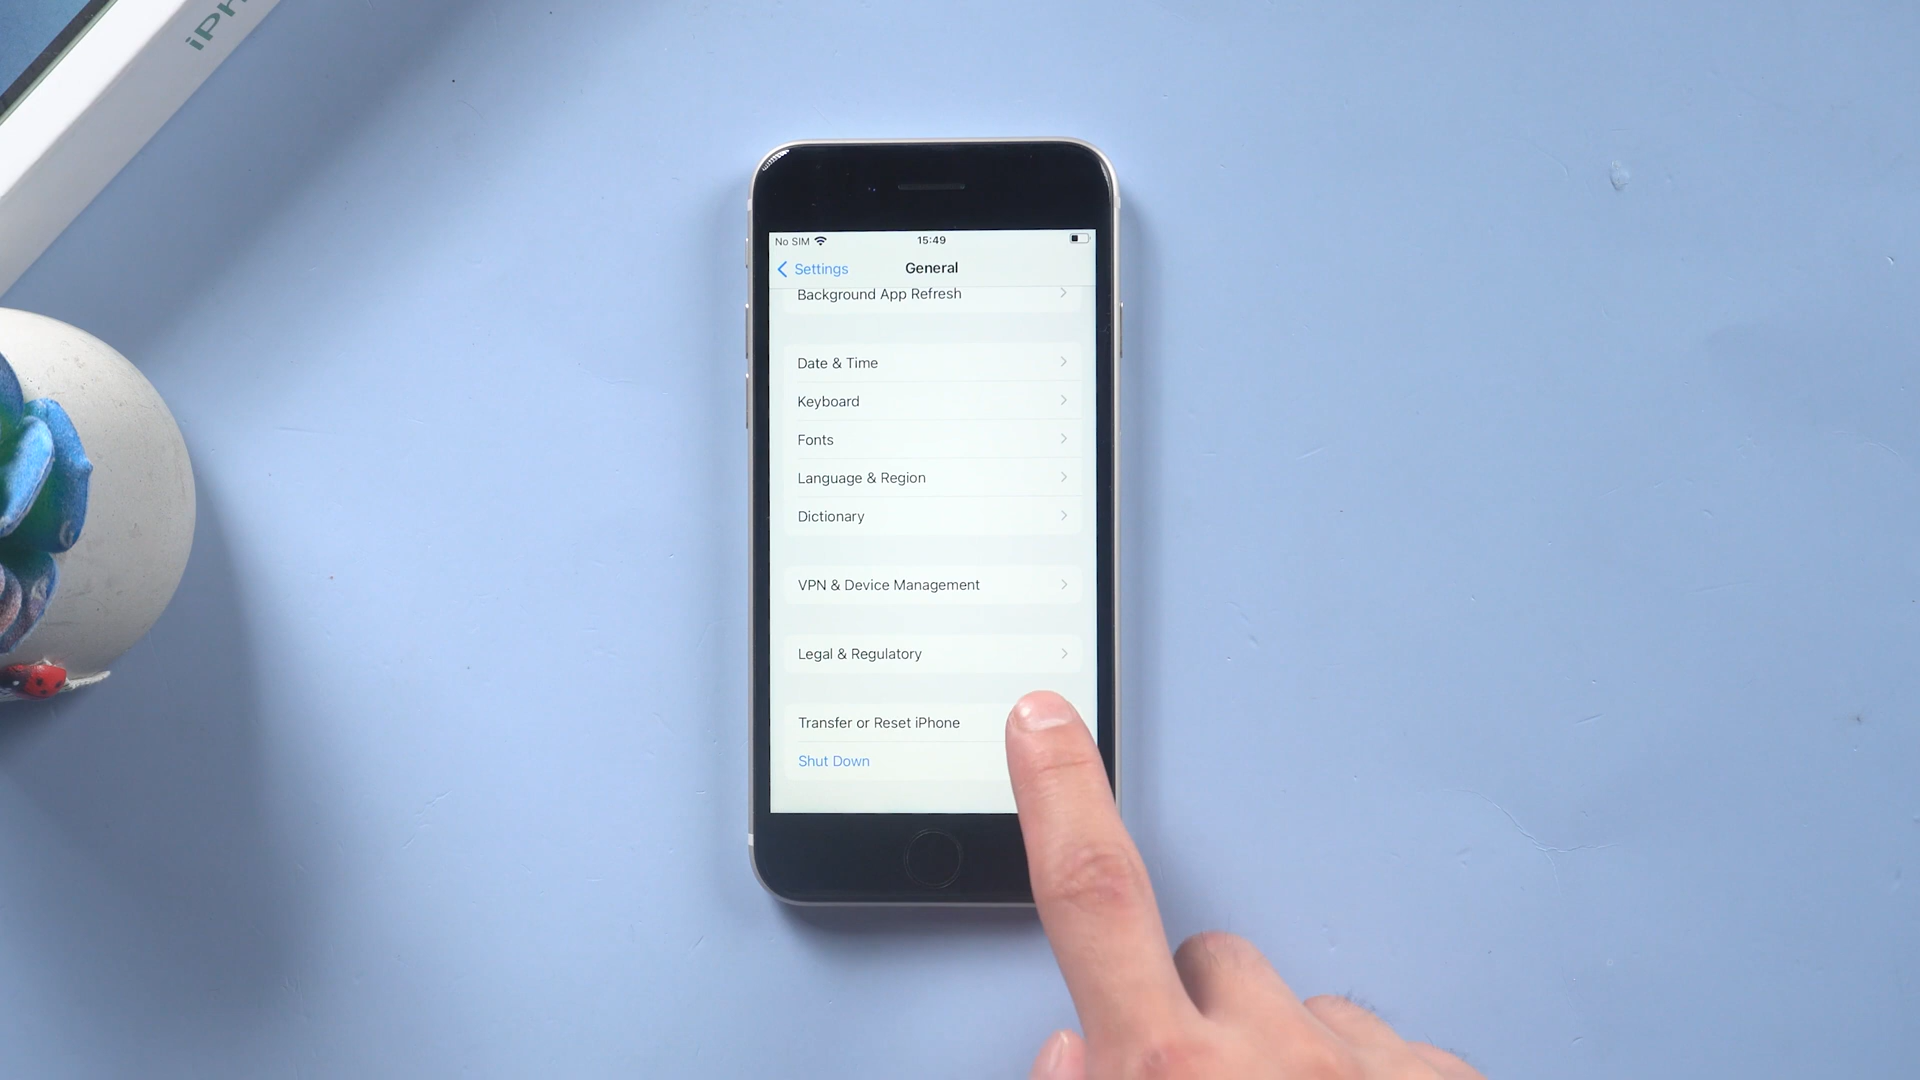 No SIM 15:49
Settings General
Background App Refresh
Date & Time
Keyboard
Fonts
Language & Region
Dictionary
VPN & Device Management
Legal & Regulatory
Transfer or Reset iPhone
Shut Down